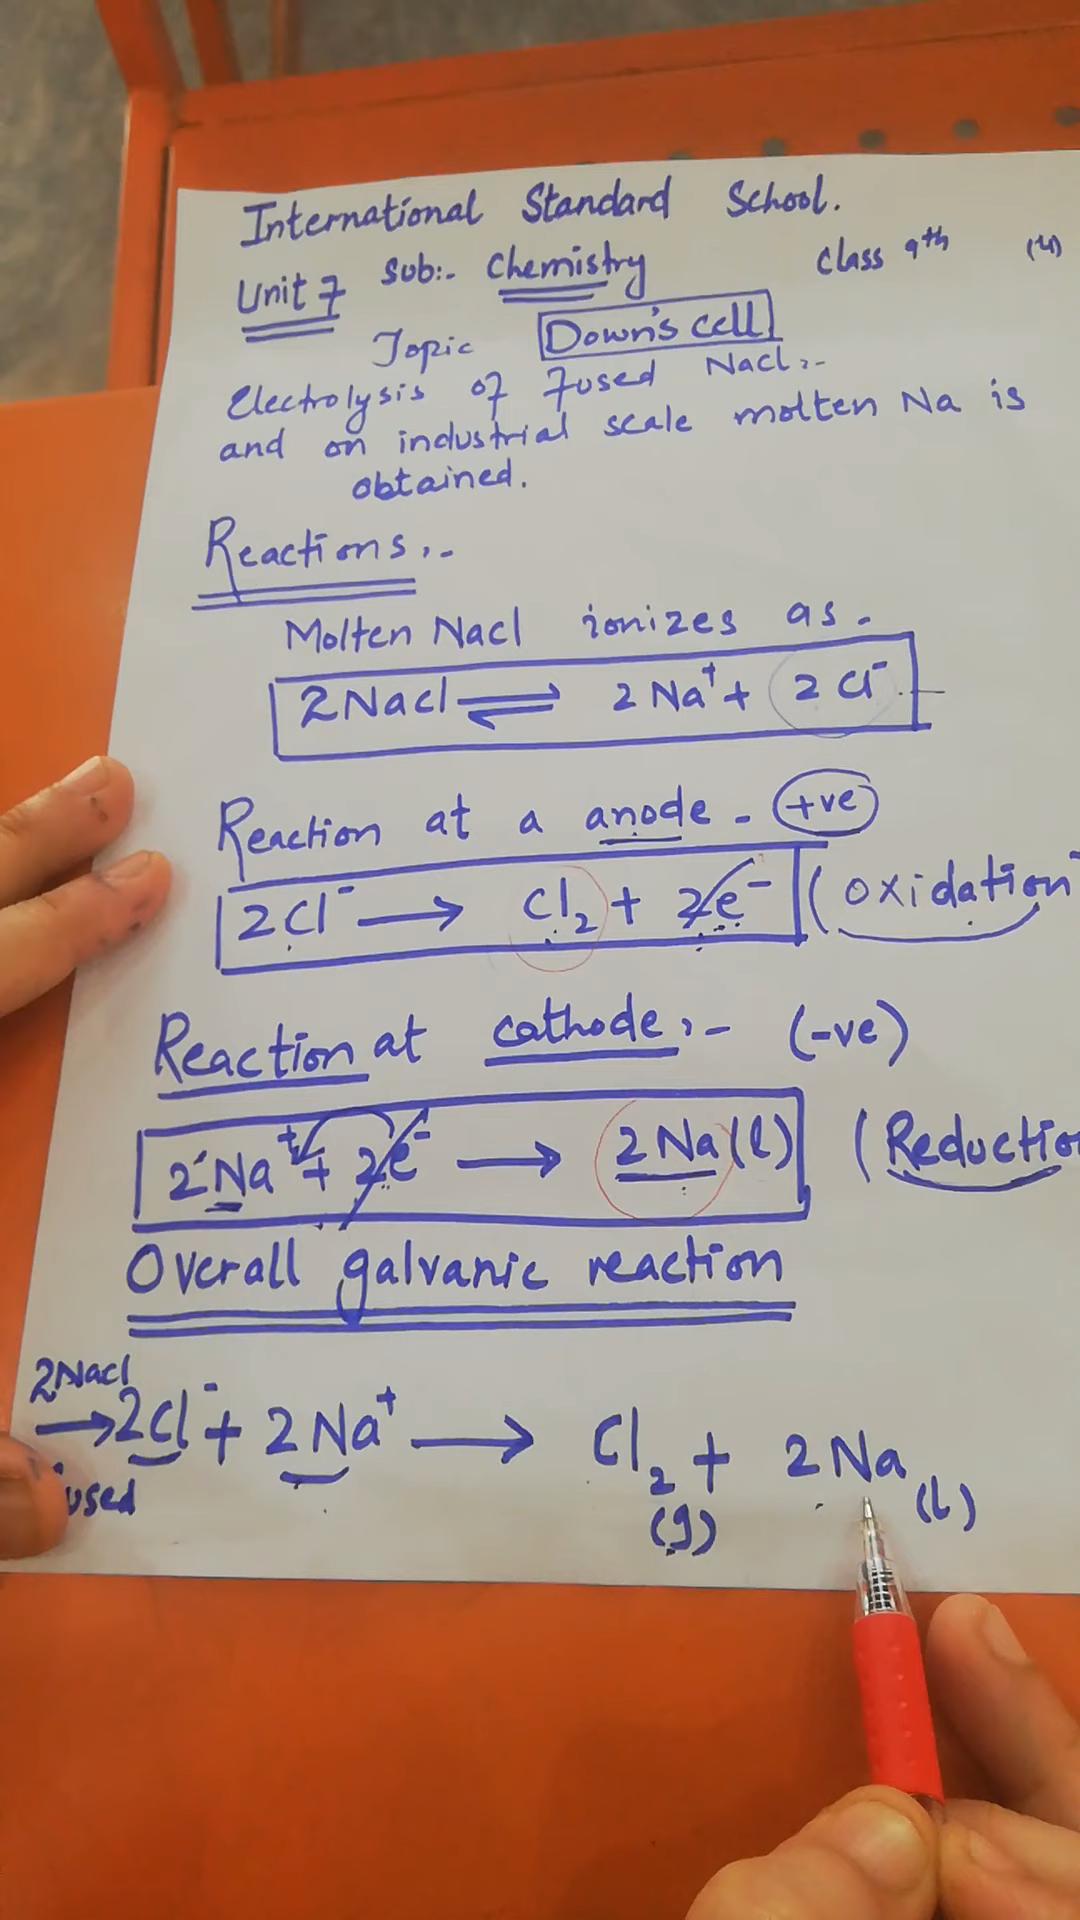 International Standard School.
Unit 7 Sub:- Chemistry Class 9th
Topic Down's cell
Electrolysis of fused Nacl:-
and on industrial scale molten Na is
obtained.
Reactions:-
Molten Nacl ionizes as.
2Nacl ⇌ 2Na⁺ + 2Cl⁻
Reaction at a anode - +ve
2Cl⁻ → Cl₂ + 2e⁻ (oxidation
Reaction at cathode:- (-ve)
2Na⁺ + 2e⁻ → 2Na(l) (Reductio
Overall galvanic reaction
2Nacl
→ 2Cl⁻ + 2Na⁺ → Cl₂ + 2Na
used (g) (l)